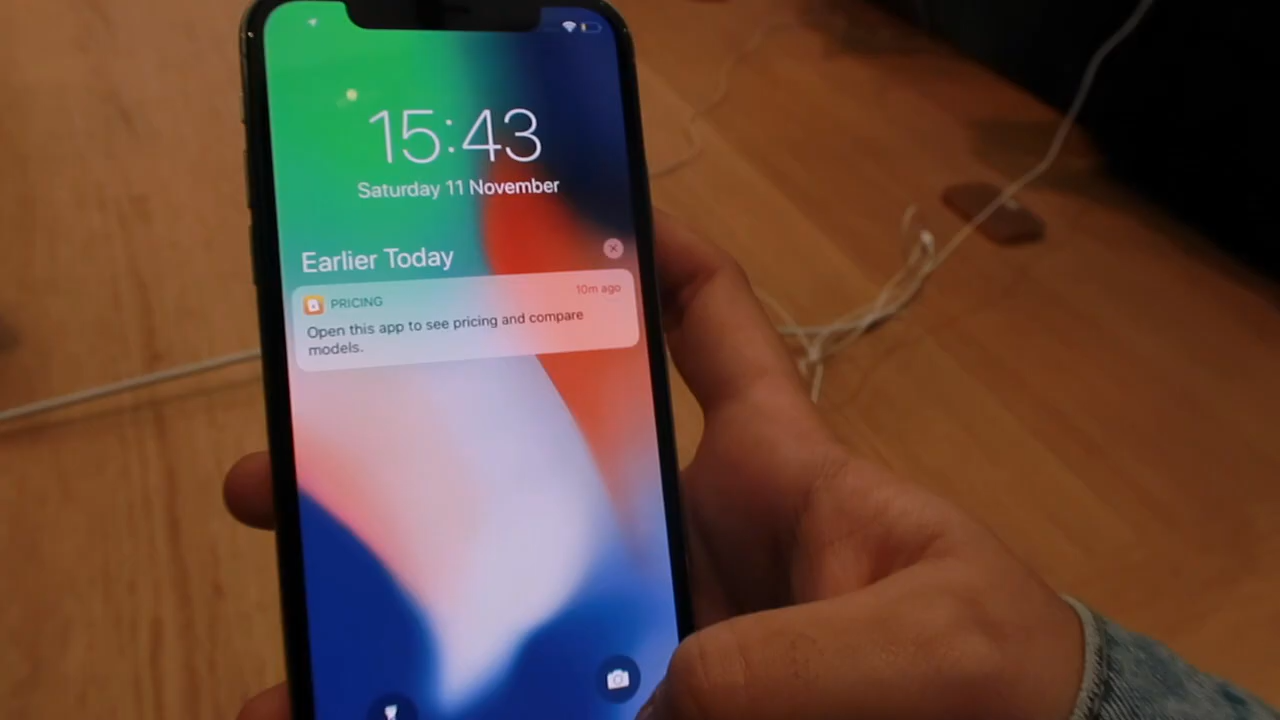 15:43
Saturday 11 November
Earlier Today
PRICING 10m ago
Open this app to see pricing and compare
models.